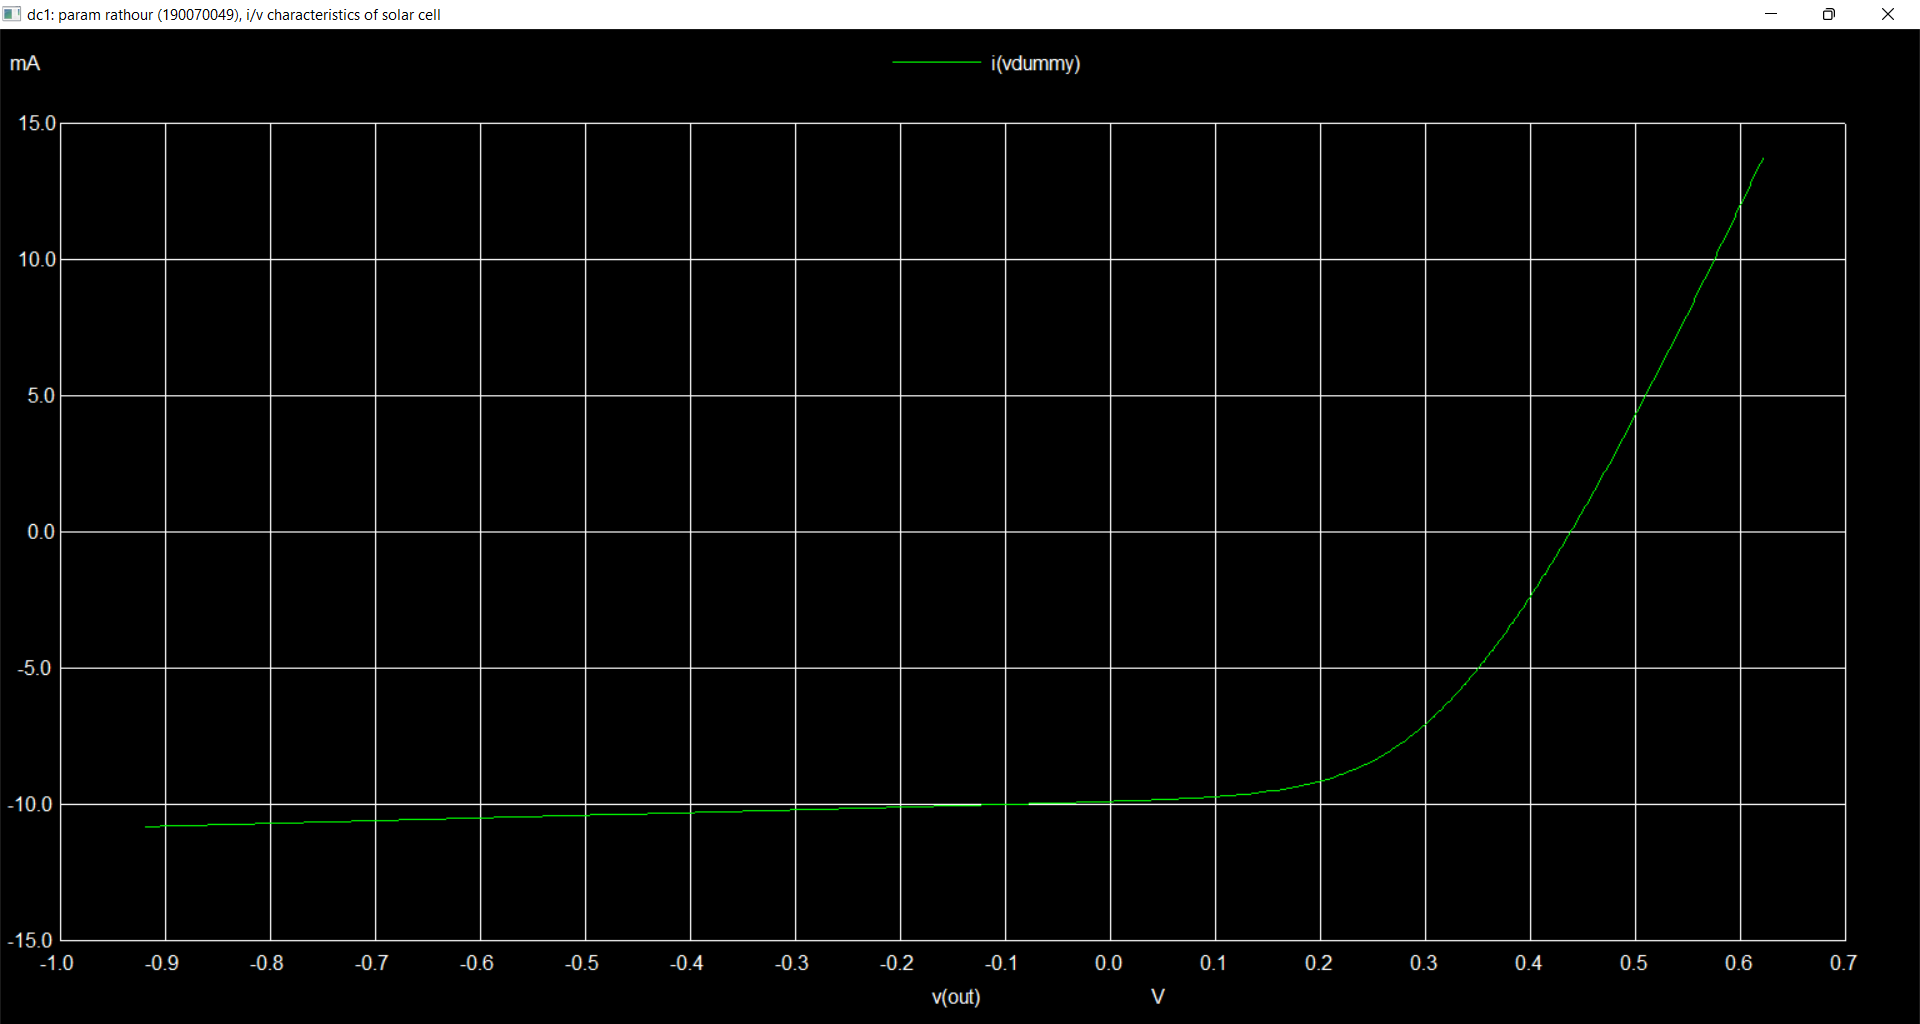 dc1: param rathour (190070049), i/v characteristics of solar cell
mA
i(vdummy)
15.0
10.0
5.0
0.0
-5.0
-10.0
-15.0
-1.0 -0.9 -0.8 -0.7 -0.6 -0.5 -0.4 -0.3 -0.2 -0.1 0.0 0.1 0.2 0.3 0.4 0.5 0.6 0.7
v(out) V